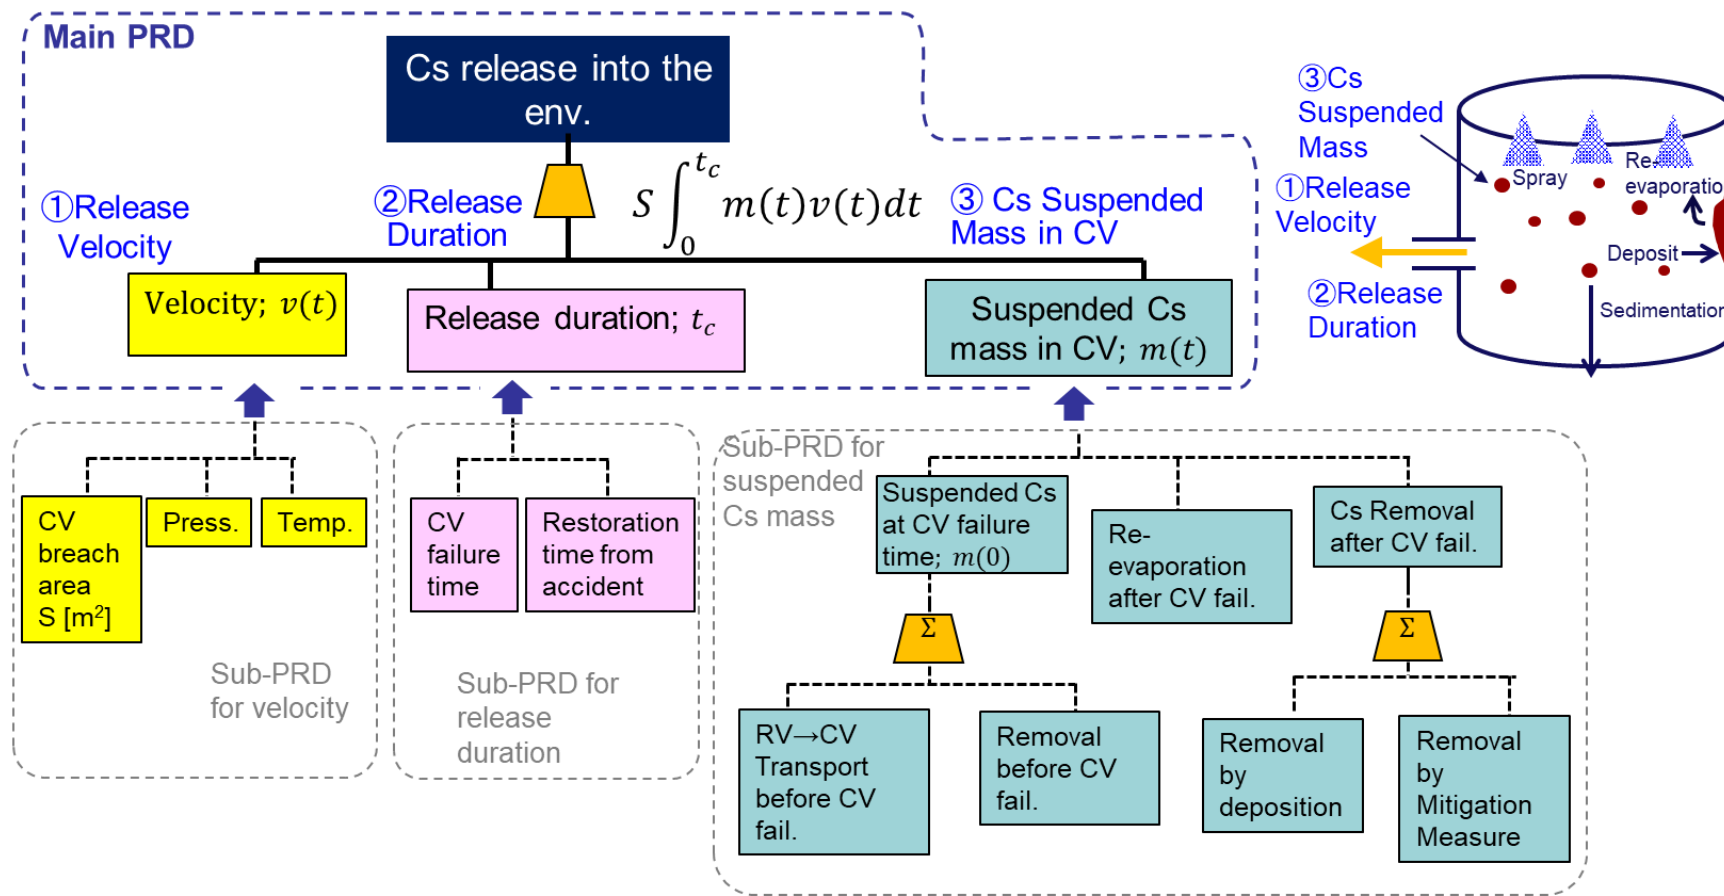 Main PRD
Cs release into the
env.
①Release
Velocity
②Release
Duration
S∫₀^{t_c} m(t)v(t)dt
③ Cs Suspended
Mass in CV
Velocity; v(t)
Release duration; t_c
Suspended Cs
mass in CV; m(t)
③Cs
Suspended
Mass
①Release
Velocity
②Release
Duration
Spray
Re-
evaporation
Deposit
Sedimentation
CV
breach
area
S [m²]
Press.
Temp.
Sub-PRD
for velocity
CV
failure
time
Restoration
time from
accident
Sub-PRD for
release
duration
Sub-PRD for
suspended
Cs mass
Suspended Cs
at CV failure
time; m(0)
Re-
evaporation
after CV fail.
Cs Removal
after CV fail.
Σ
Σ
RV→CV
Transport
before CV
fail.
Removal
before CV
fail.
Removal
by
deposition
Removal
by
Mitigation
Measure